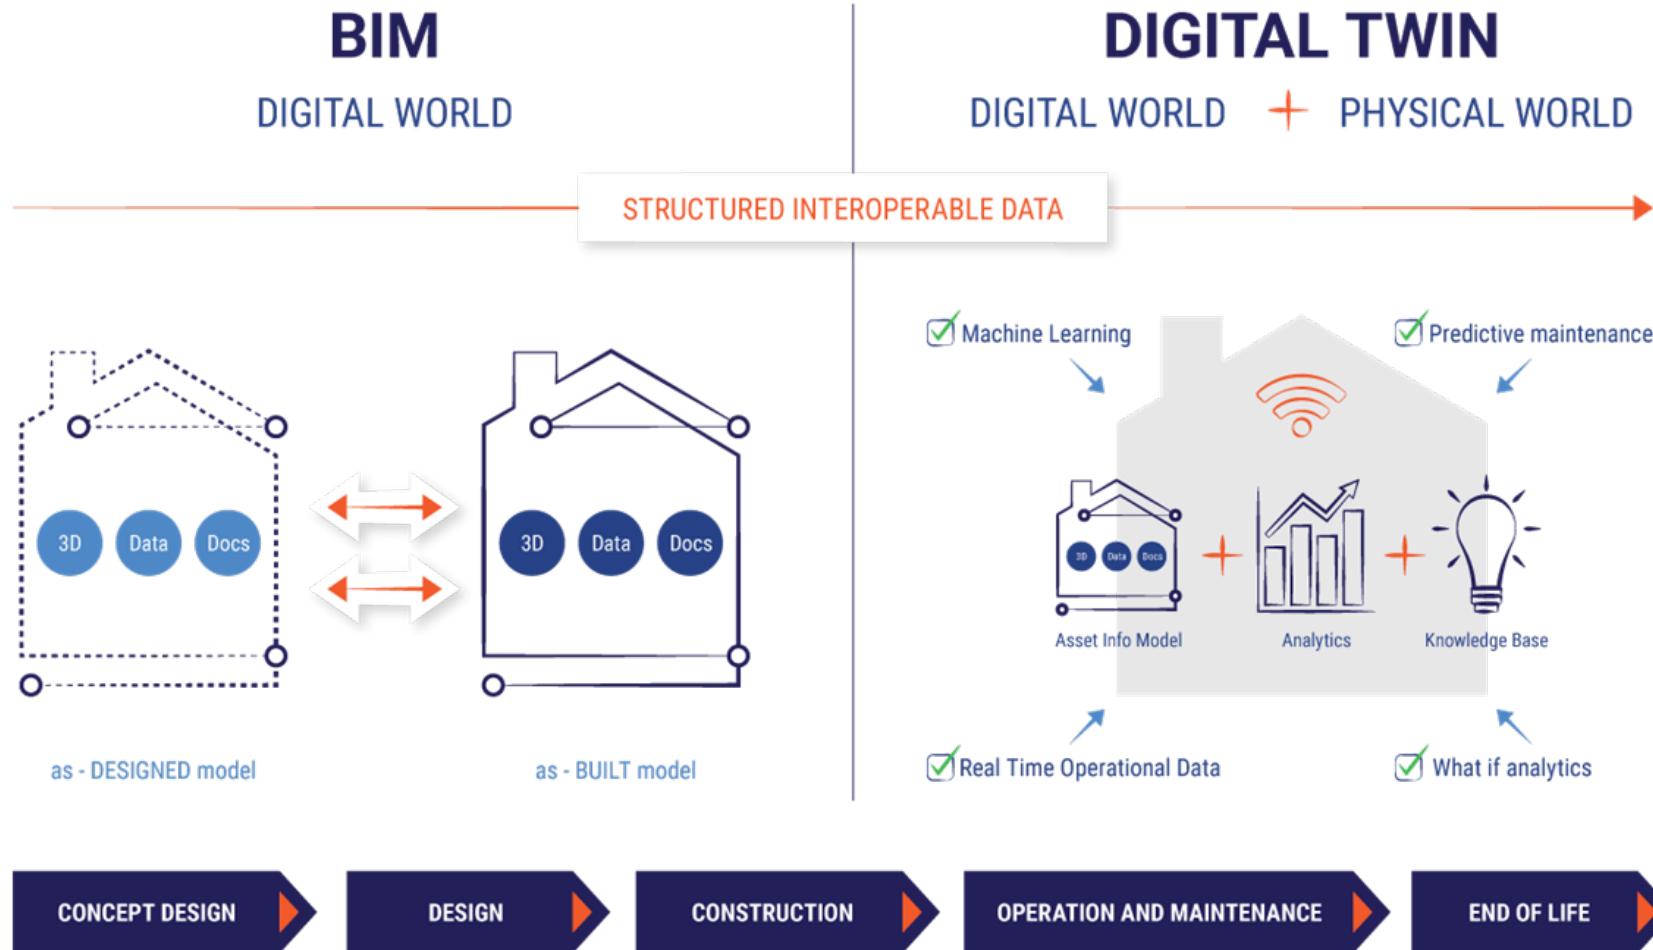 BIM
DIGITAL WORLD
DIGITAL TWIN
DIGITAL WORLD + PHYSICAL WORLD
STRUCTURED INTEROPERABLE DATA
3D
Data
Docs
as - DESIGNED model
3D
Data
Docs
as - BUILT model
Machine Learning
Predictive maintenance
3D
Data
Docs
Asset Info Model
+
Analytics
+
Knowledge Base
Real Time Operational Data
What if analytics
CONCEPT DESIGN
DESIGN
CONSTRUCTION
OPERATION AND MAINTENANCE
END OF LIFE